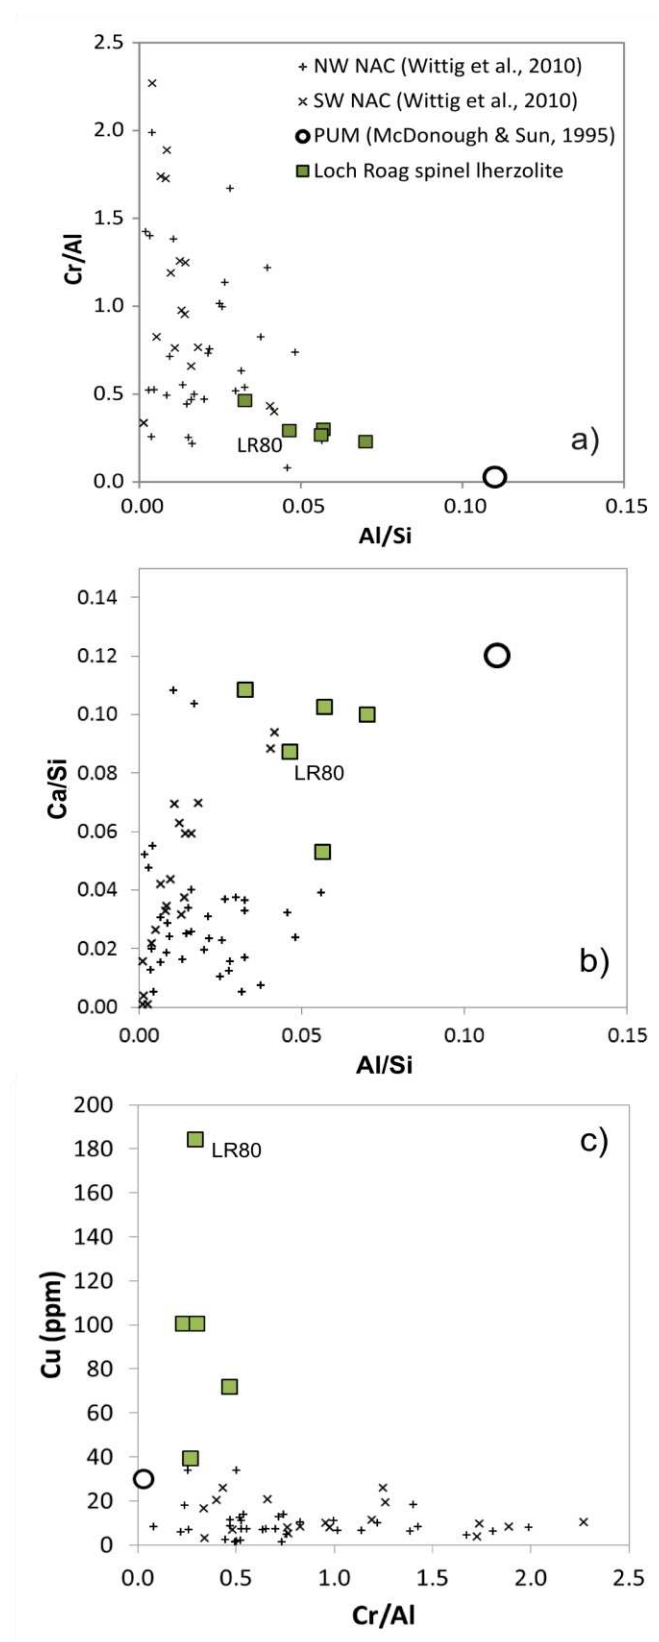 2.5
2.0
1.5
1.0
0.5
0.0
Cr/Al
NW NAC (Wittig et al., 2010)
SW NAC (Wittig et al., 2010)
PUM (McDonough & Sun, 1995)
Loch Roag spinel lherzolite
LR80
a)
0.00 0.05 0.10 0.15
Al/Si
0.14
0.12
0.10
0.08
0.06
0.04
0.02
0.00
Ca/Si
LR80
b)
0.00 0.05 0.10 0.15
Al/Si
200
180
160
140
120
100
80
60
40
20
0
Cu (ppm)
LR80
c)
0.0 0.5 1.0 1.5 2.0 2.5
Cr/Al